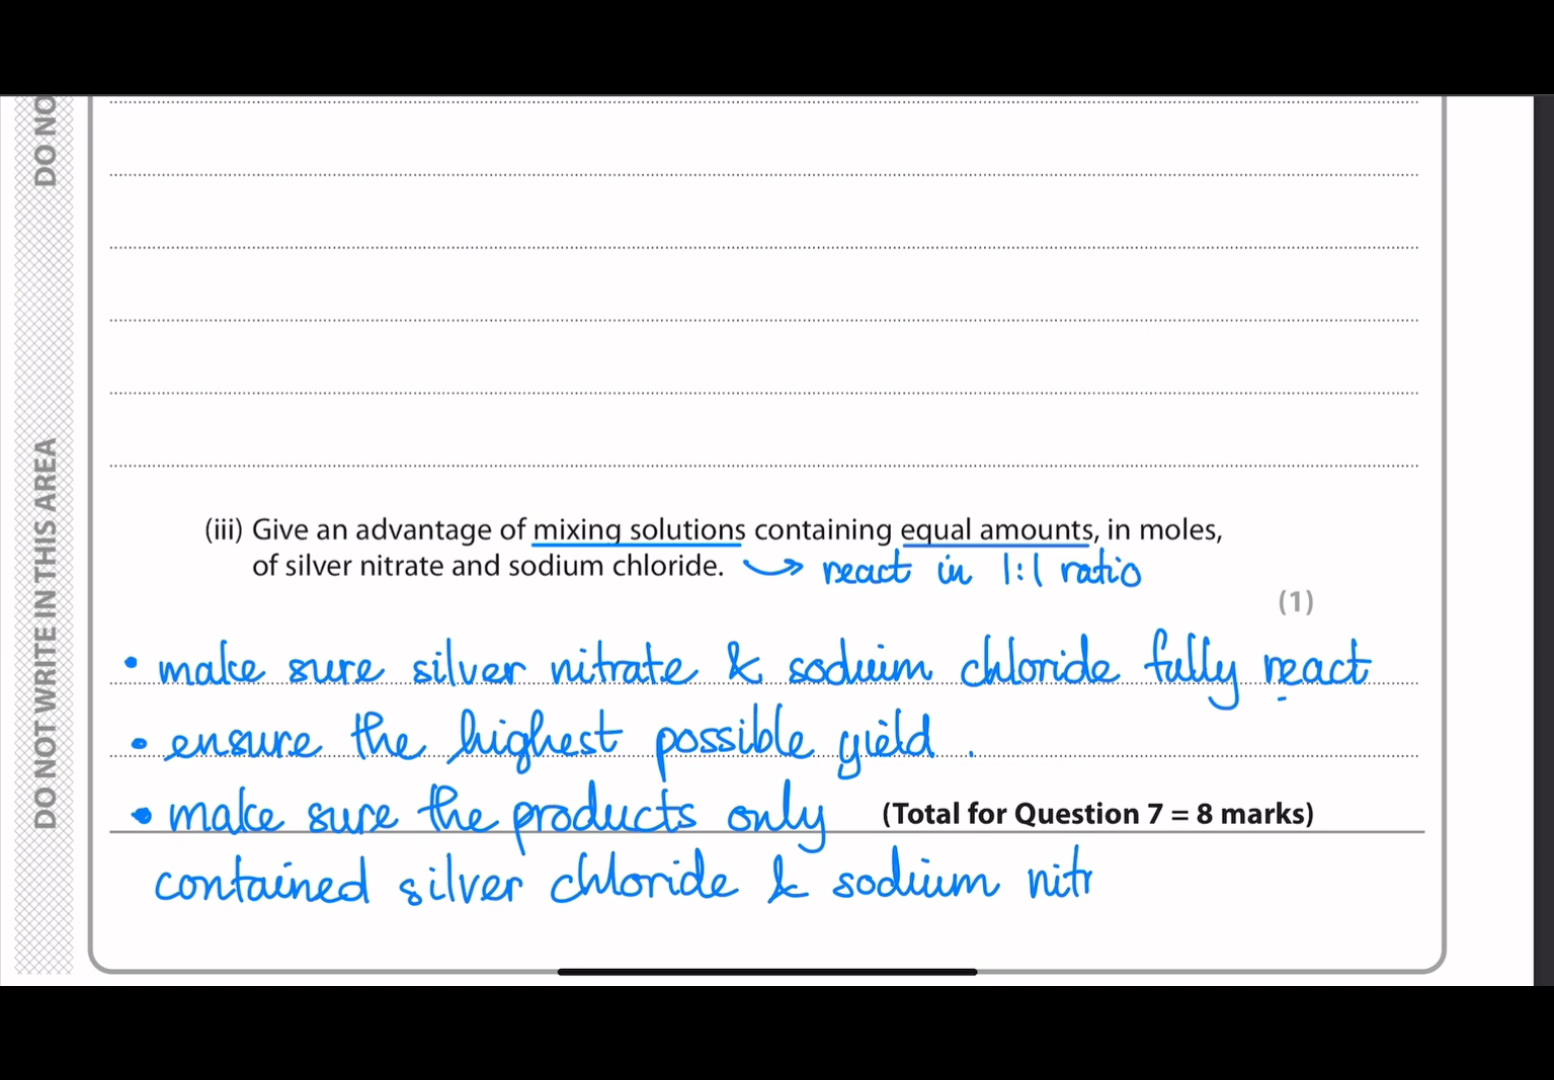 DO NO
DO NOT WRITE IN THIS AREA
(iii) Give an advantage of mixing solutions containing equal amounts, in moles,
of silver nitrate and sodium chloride. → react in 1:1 ratio
(1)
• make sure silver nitrate & sodium chloride fully react
• ensure the highest possible yield.
• make sure the products only (Total for Question 7 = 8 marks)
contained silver chloride & sodium nitr